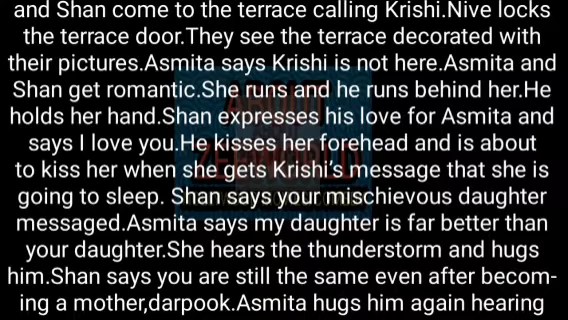 and Shan come to the terrace calling Krishi.Nive locks
the terrace door.They see the terrace decorated with
their pictures.Asmita says Krishi is not here.Asmita and
Shan get romantic.She runs and he runs behind her.He
holds her hand.Shan expresses his love for Asmita and
says I love you.He kisses her forehead and is about
to kiss her when she gets Krishi's message that she is
going to sleep. Shan says your mischievous daughter
messaged.Asmita says my daughter is far better than
your daughter.She hears the thunderstorm and hugs
him.Shan says you are still the same even after becom-
ing a mother,darpook.Asmita hugs him again hearing